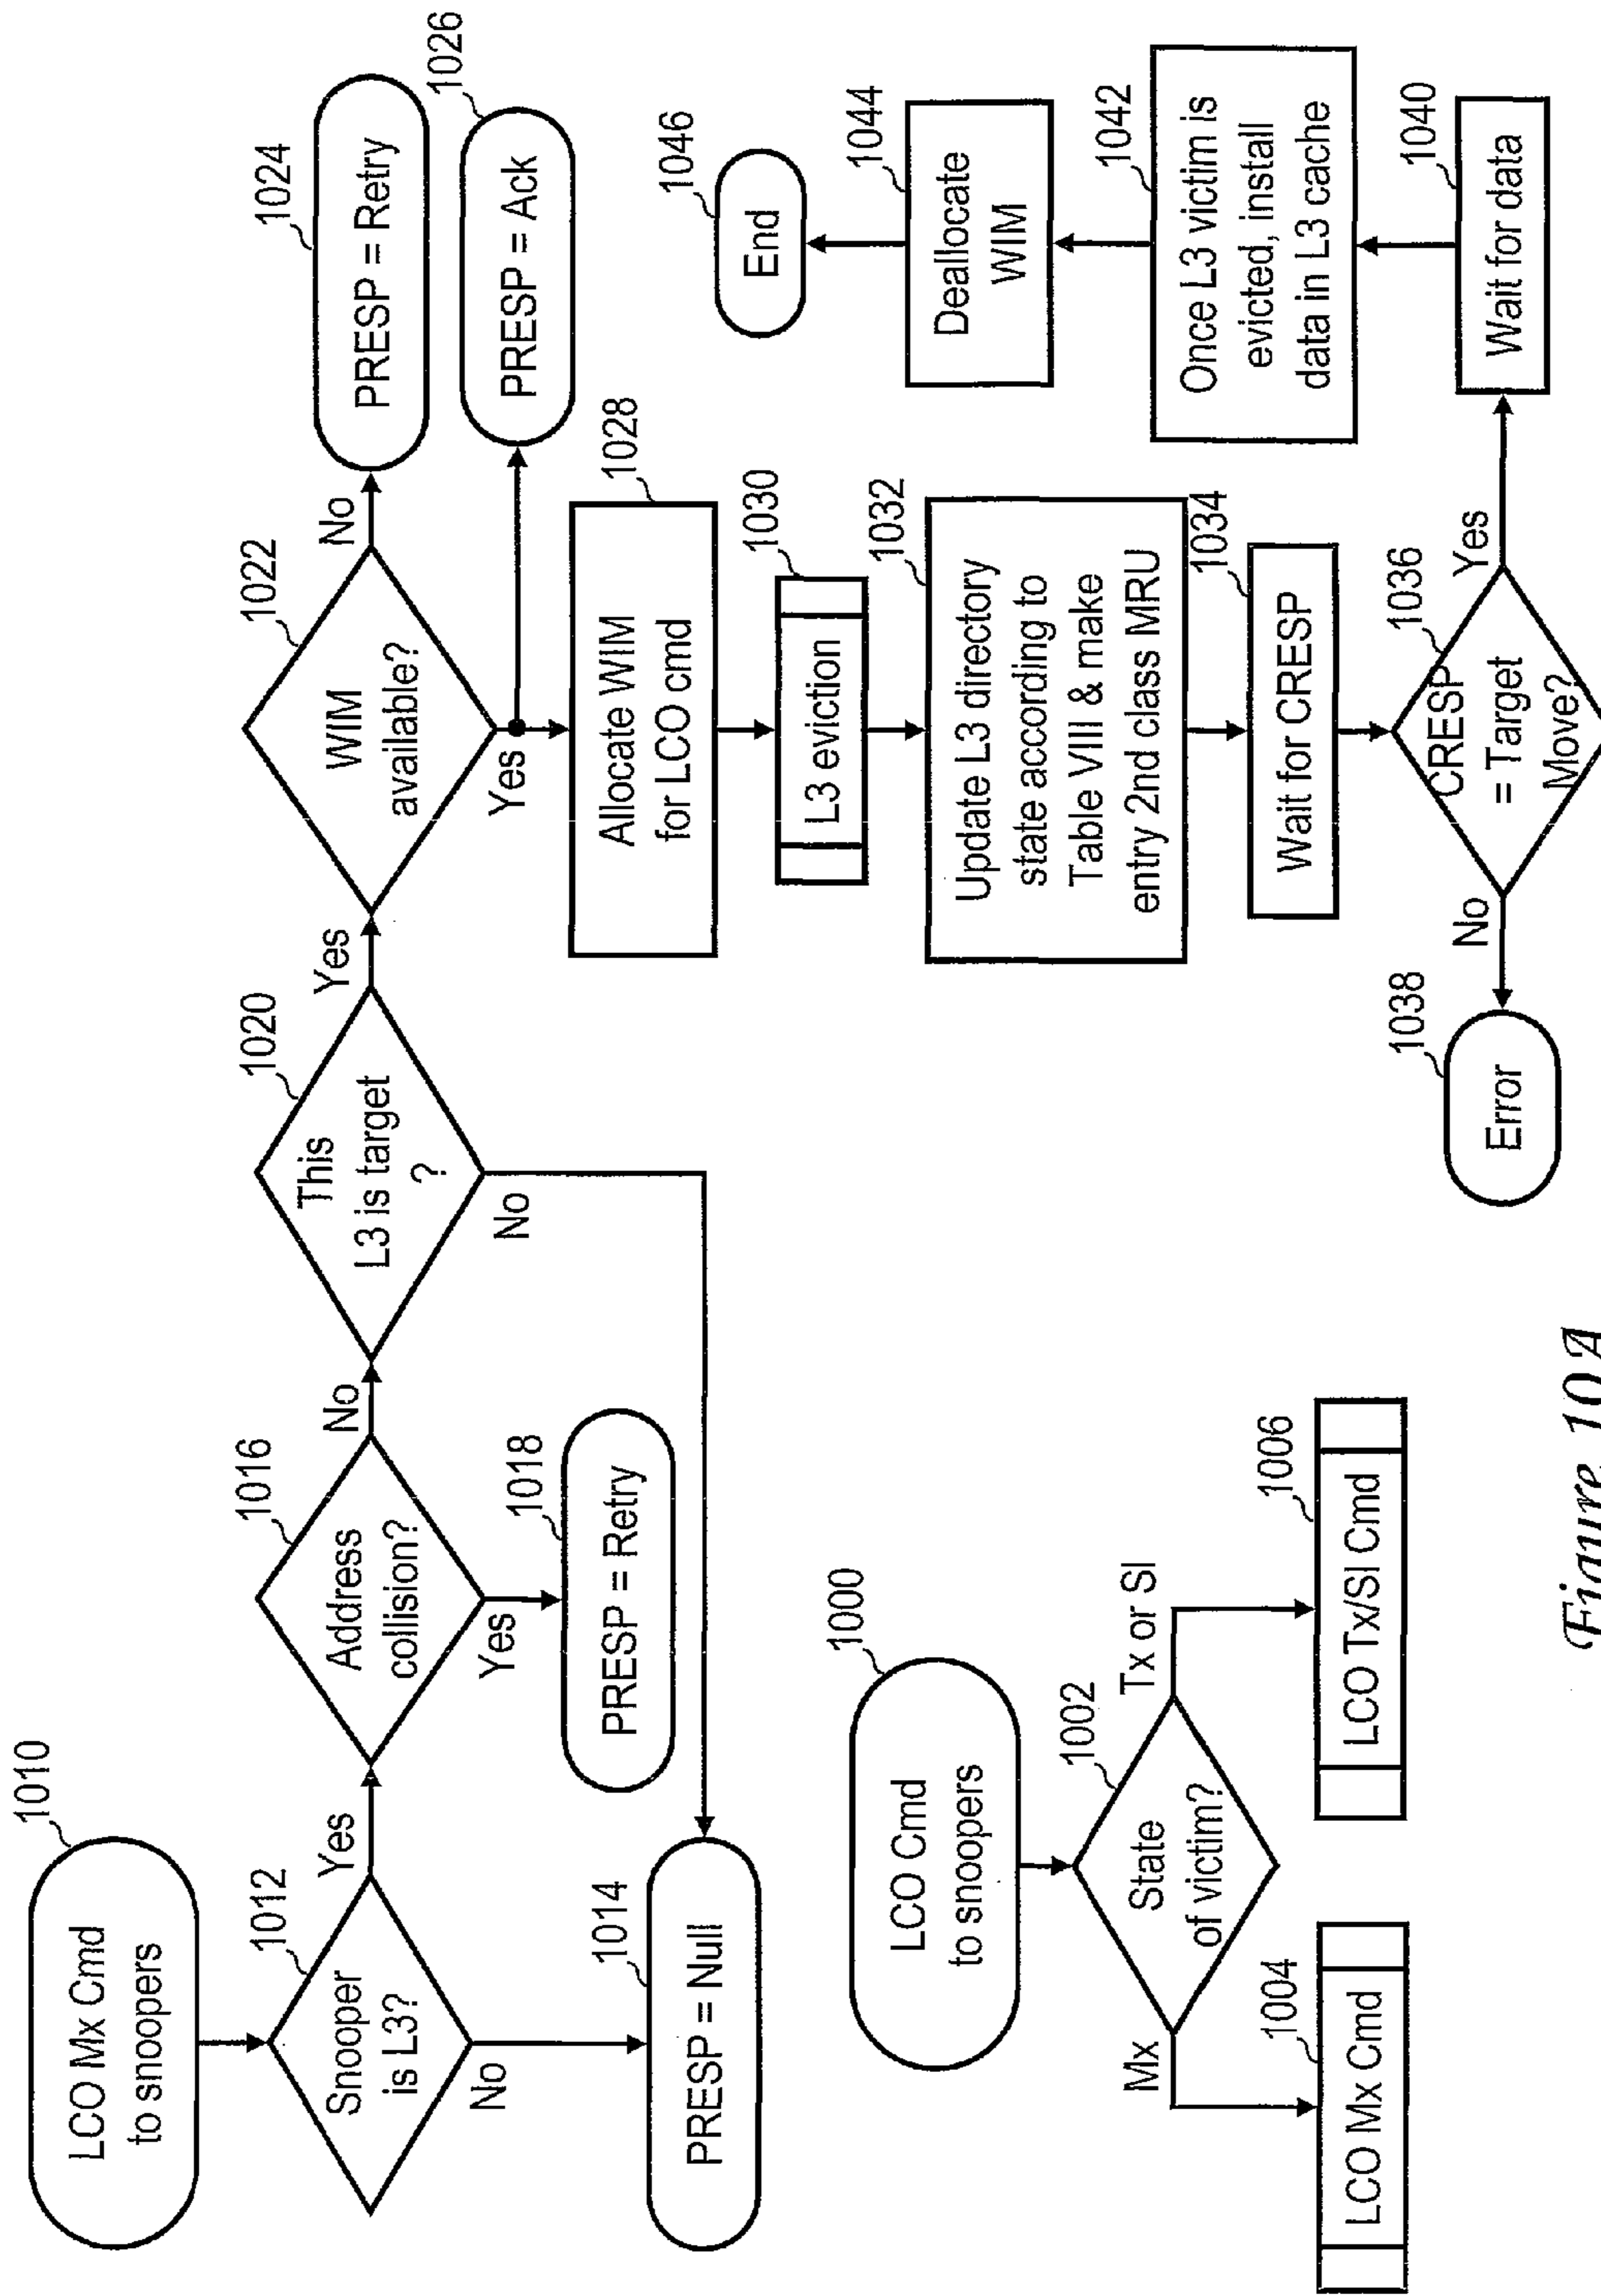 1010
LCO Mx Cmd
to snoopers
1012
Snooper
is L3?
Yes
No
1014
PRESP = Null
1016
Address
collision?
No
Yes
1018
PRESP = Retry
1020
This
L3 is target
?
Yes
No
1022
WIM
available?
No
Yes
1024
PRESP = Retry
1026
PRESP = Ack
1028
Allocate WIM
for LCO cmd
1030
L3 eviction
1032
Update L3 directory
state according to
Table VIII & make
entry 2nd class MRU
1034
Wait for CRESP
1036
CRESP
= Target
Move?
No
Yes
1038
Error
1040
Wait for data
1042
Once L3 victim is
evicted, install
data in L3 cache
1044
Deallocate
WIM
1046
End
1000
LCO Cmd
to snoopers
1002
State
of victim?
Mx
Tx or SI
1004
LCO Mx Cmd
1006
LCO Tx/SI Cmd
Figure 10A